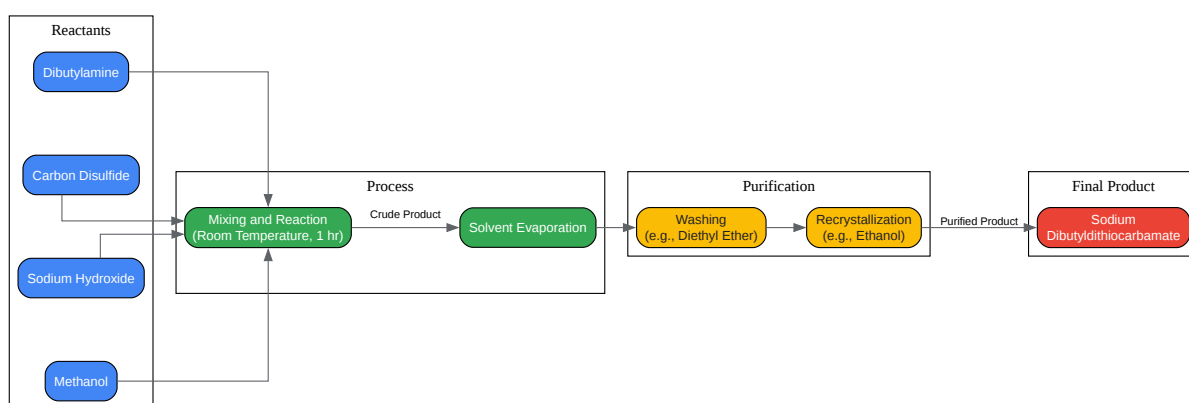 Reactants
Dibutylamine
Carbon Disulfide
Sodium Hydroxide
Methanol
Process
Mixing and Reaction
(Room Temperature, 1 hr)
Crude Product
Solvent Evaporation
Purification
Washing
(e.g., Diethyl Ether)
Recrystallization
(e.g., Ethanol)
Purified Product
Final Product
Sodium
Dibutyldithiocarbamate